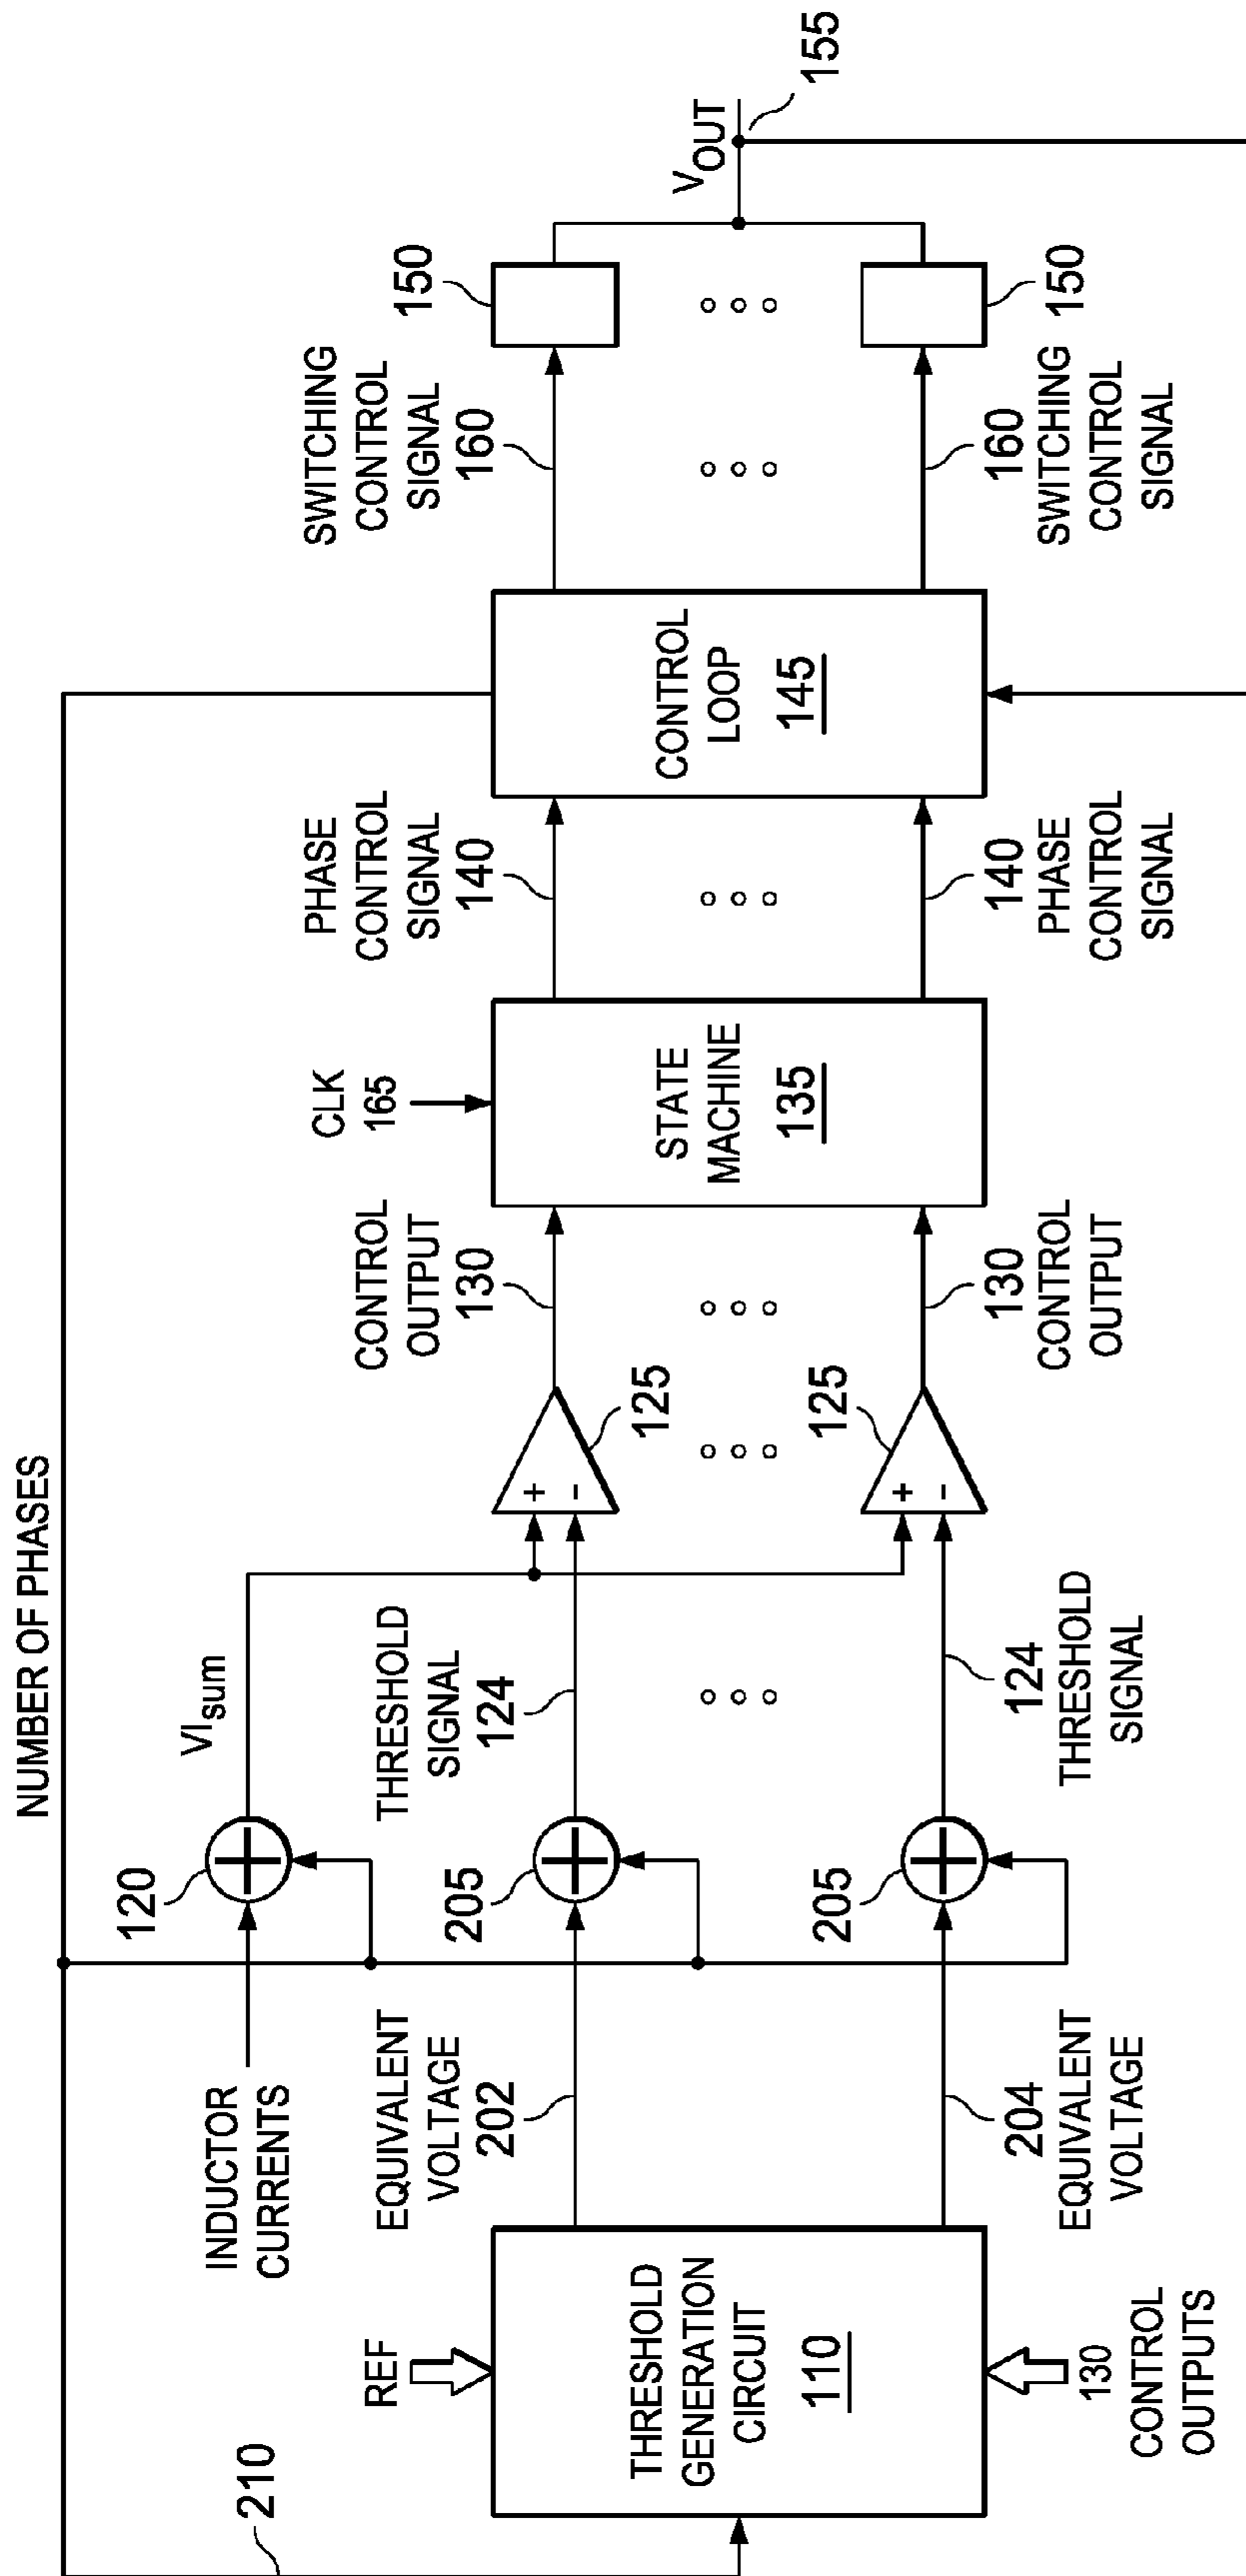 NUMBER OF PHASES
210
REF
THRESHOLD
GENERATION
CIRCUIT
110
130
CONTROL
OUTPUTS
INDUCTOR
CURRENTS
EQUIVALENT
VOLTAGE
202
204
EQUIVALENT
VOLTAGE
120
205
205
VIsum
THRESHOLD
SIGNAL
124
124
THRESHOLD
SIGNAL
+
-
125
+
-
125
CONTROL
OUTPUT
130
130
CONTROL
OUTPUT
CLK
165
STATE
MACHINE
135
PHASE
CONTROL
SIGNAL
140
140
PHASE
CONTROL
SIGNAL
CONTROL
LOOP
145
SWITCHING
CONTROL
SIGNAL
160
160
SWITCHING
CONTROL
SIGNAL
150
150
VOUT
155